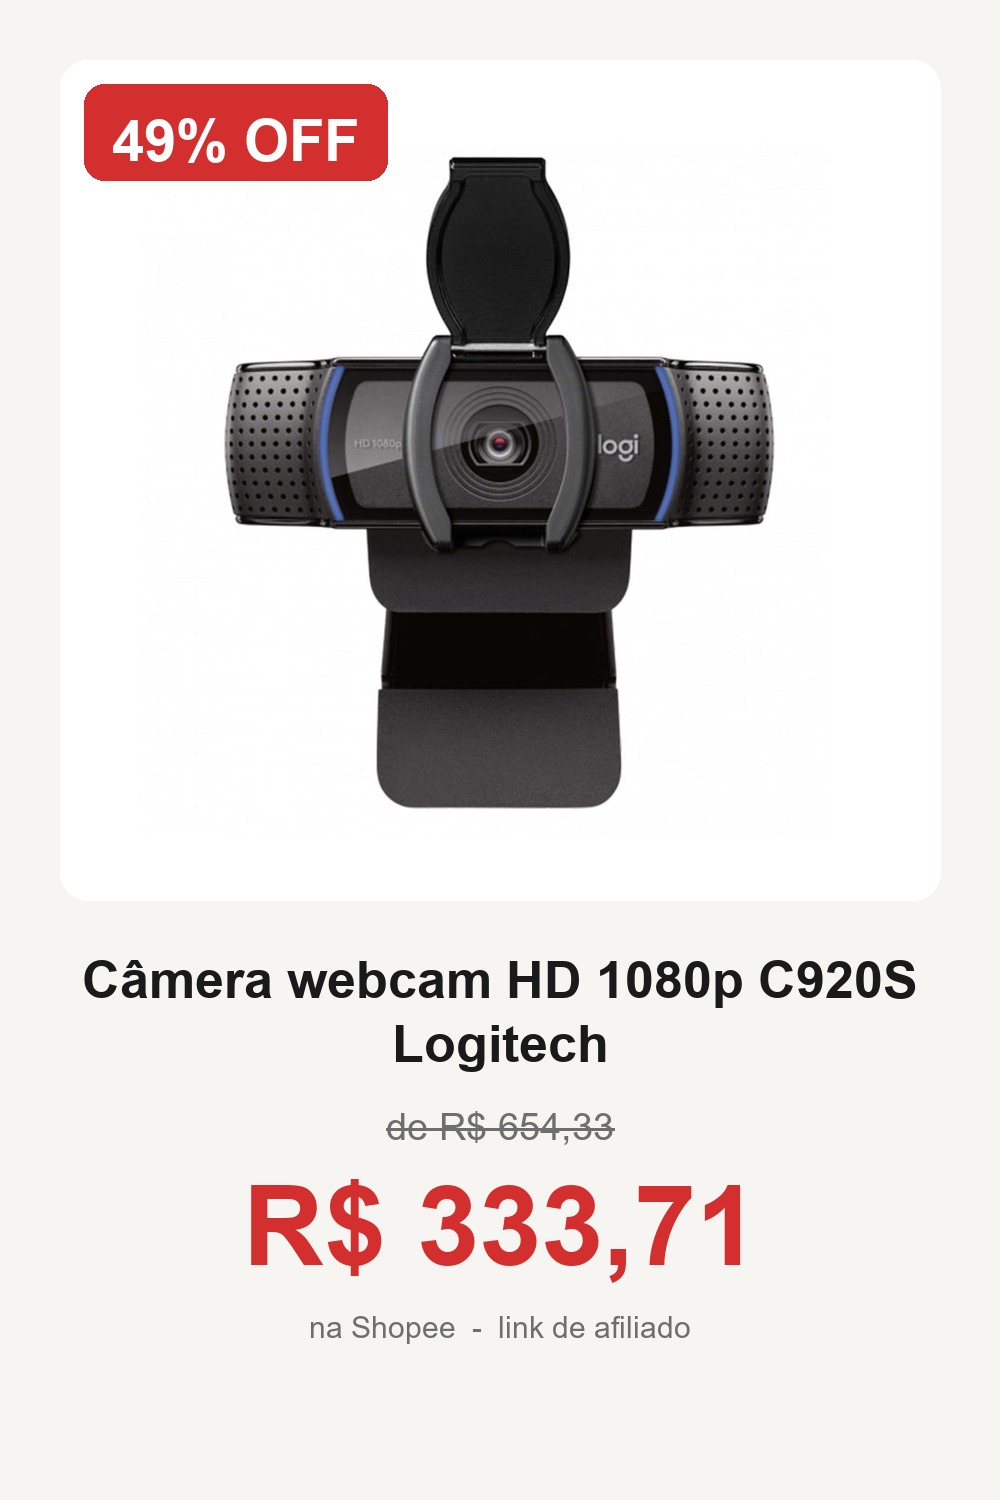 49% OFF
HD 1080p
logi
Câmera webcam HD 1080p C920S
Logitech
de R$ 654,33
R$ 333,71
na Shopee - link de afiliado